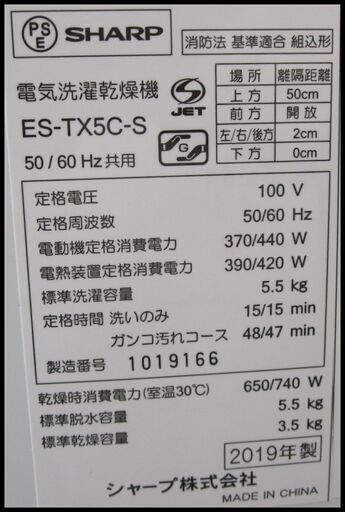 PSE SHARP
消防法 基準適合 組込形
電気洗濯乾燥機
ES-TX5C-S
50/60 Hz共用
S JET
G
場所 離隔距離
上方 50cm
前方 開放
左/右/後方 2cm
下方 0cm
定格電圧 100 V
定格周波数 50/60 Hz
電動機定格消費電力 370/440 W
電熱装置定格消費電力 390/420 W
標準洗濯容量 5.5 kg
定格時間 洗いのみ 15/15 min
ガンコ汚れコース 48/47 min
製造番号 1019166
乾燥時消費電力(室温30℃) 650/740 W
標準脱水容量 5.5 kg
標準乾燥容量 3.5 kg
2019年製
シャープ株式会社
MADE IN CHINA